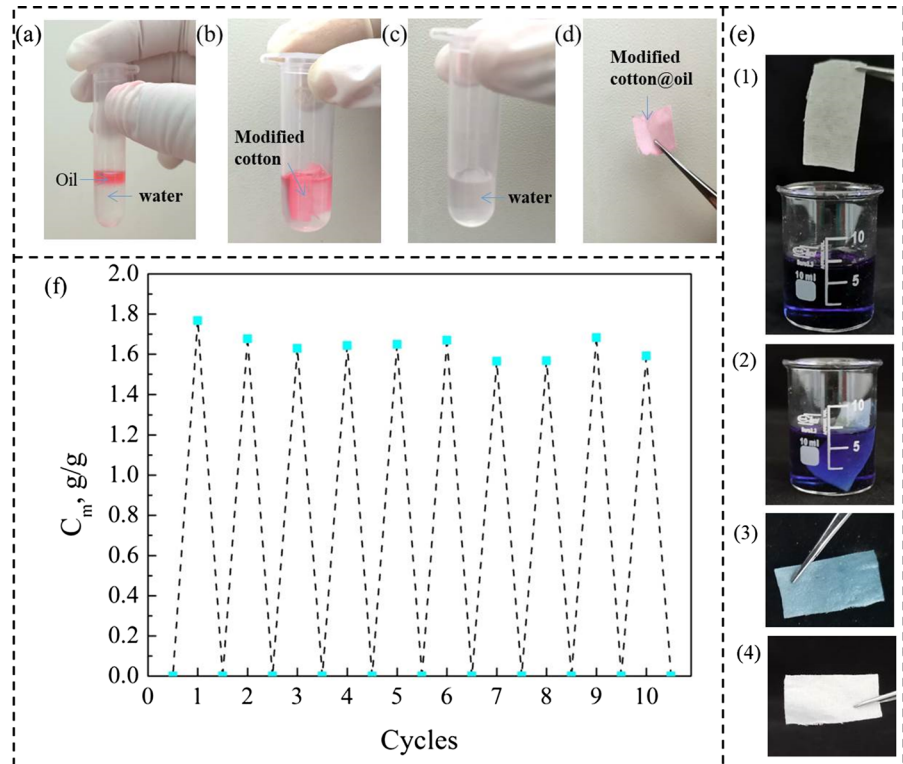 (a)
Oil
water
(b)
Modified
cotton
(c)
water
(d)
Modified
cotton@oil
(e)
(1)
10
5
10 ml
(2)
10
5
10 ml
(3)
(4)
(f)
2.0
1.8
1.6
1.4
1.2
1.0
0.8
0.6
0.4
0.2
0.0
Cm, g/g
0 1 2 3 4 5 6 7 8 9 10
Cycles